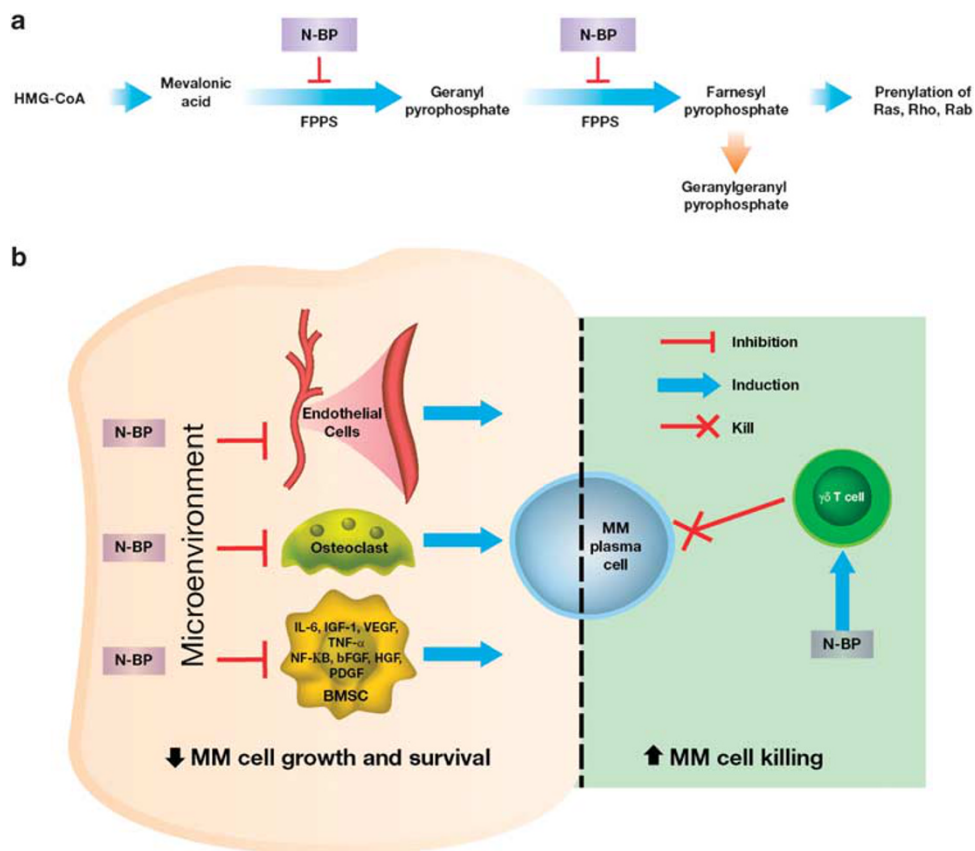 a
N-BP
N-BP
HMG-CoA
Mevalonic
acid
FPPS
Geranyl
pyrophosphate
FPPS
Farnesyl
pyrophosphate
Prenylation of
Ras, Rho, Rab
Geranylgeranyl
pyrophosphate
b
Microenvironment
N-BP
Endothelial
Cells
N-BP
Osteoclast
N-BP
IL-6, IGF-1, VEGF,
TNF-α
NF-KB, bFGF, HGF,
PDGF
BMSC
MM
plasma
cell
Inhibition
Induction
Kill
γδ T cell
N-BP
MM cell growth and survival
MM cell killing